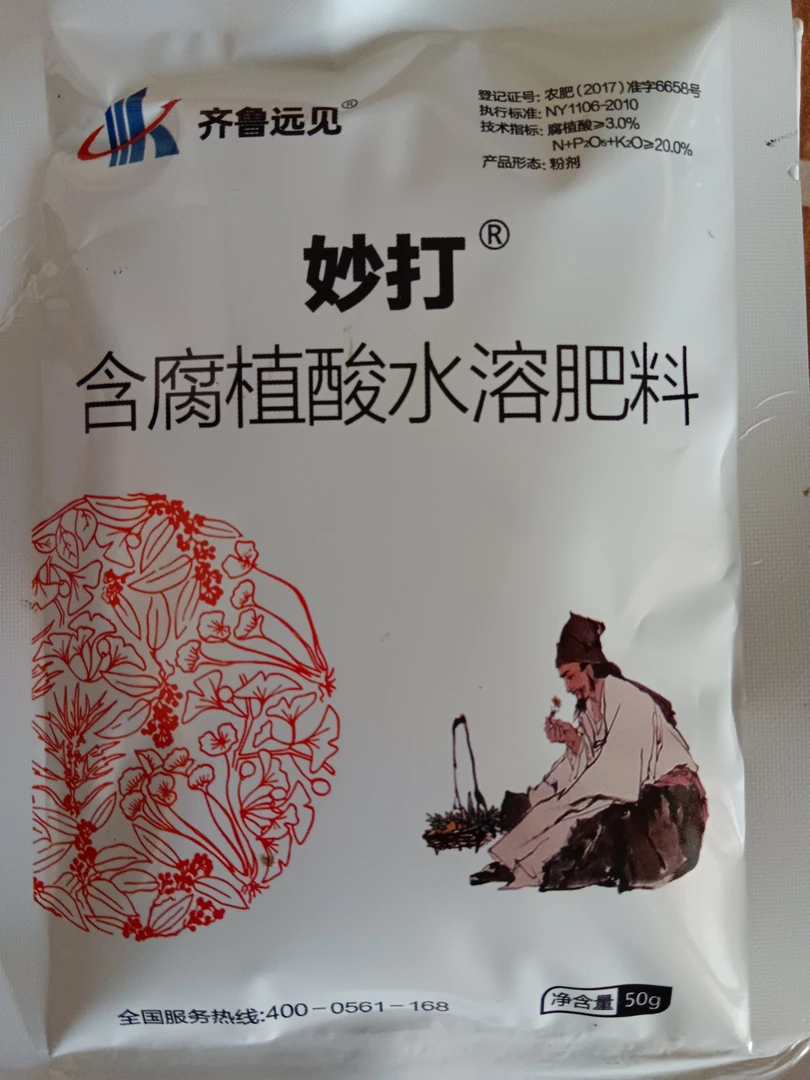 齐鲁远见®
登记证号: 农肥(2017)准字6658号
执行标准: NY1106-2010
技术指标: 腐植酸≥3.0%
N+P₂O₅+K₂O≥20.0%
产品形态: 粉剂
妙打®
含腐植酸水溶肥料
全国服务热线:400-0561-168
净含量 50g